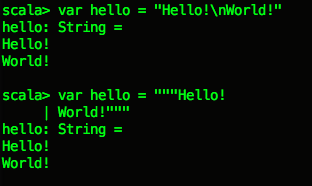 scala> var hello = "Hello!\nWorld!"
hello: String =
Hello!
World!
scala> var hello = """Hello!
     | World!"""
hello: String =
Hello!
World!